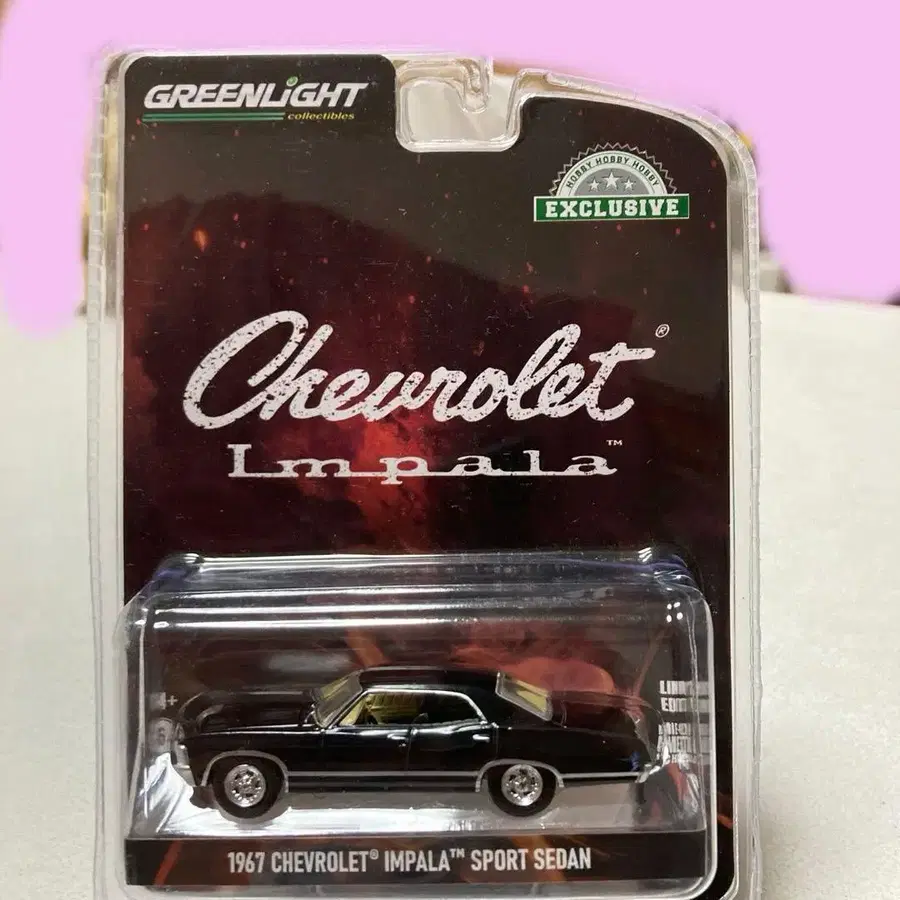 GREENLiGHT
collectibles
HOBBY HOBBY HOBBY
EXCLUSIVE
Chevrolet®
Impala™
1967 CHEVROLET® IMPALA™ SPORT SEDAN